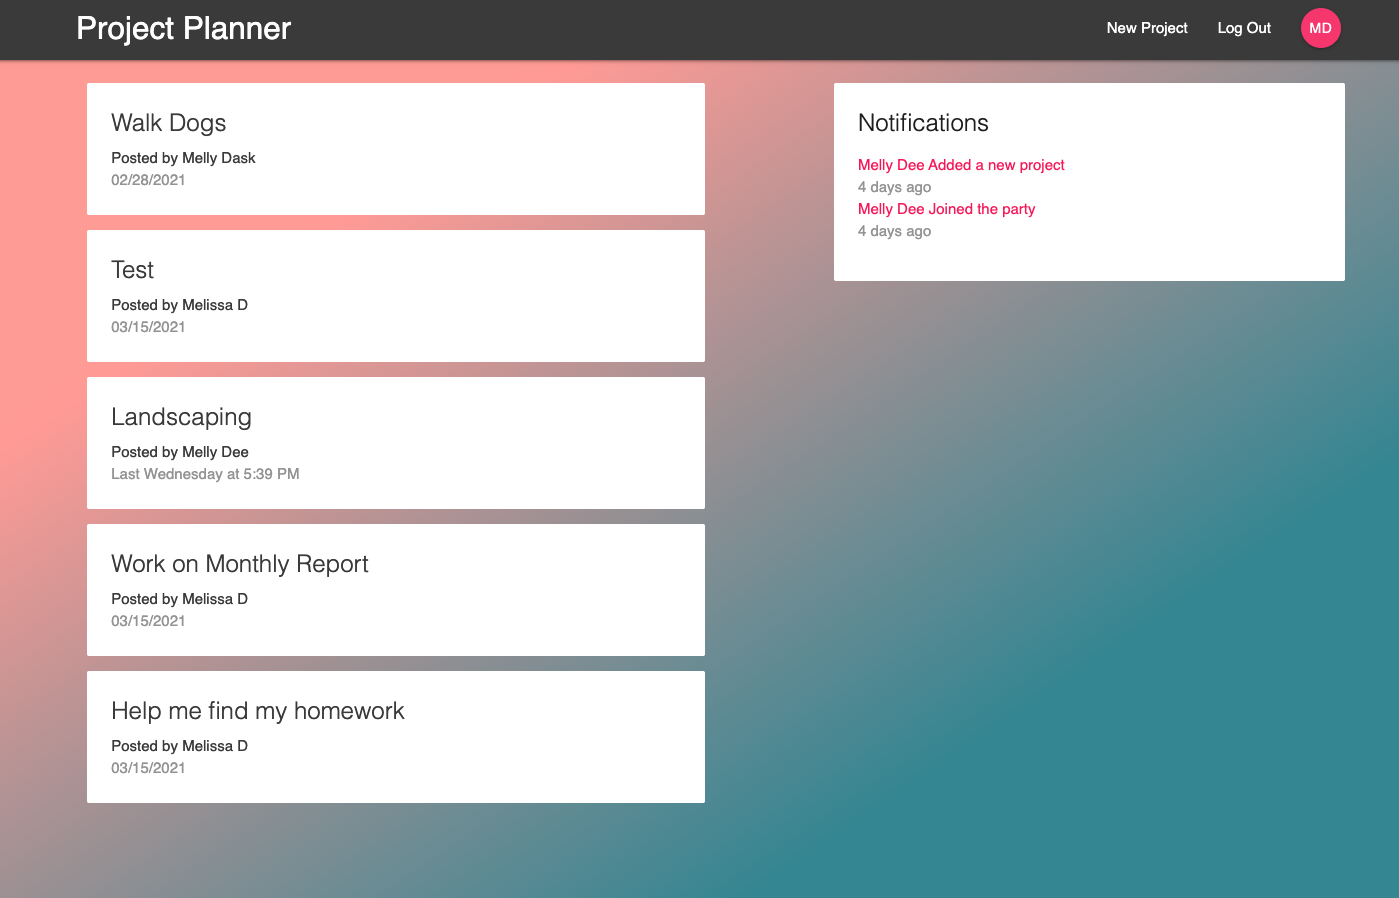 Project Planner
New Project
Log Out
MD
Walk Dogs
Posted by Melly Dask
02/28/2021
Test
Posted by Melissa D
03/15/2021
Landscaping
Posted by Melly Dee
Last Wednesday at 5:39 PM
Work on Monthly Report
Posted by Melissa D
03/15/2021
Help me find my homework
Posted by Melissa D
03/15/2021
Notifications
Melly Dee Added a new project
4 days ago
Melly Dee Joined the party
4 days ago